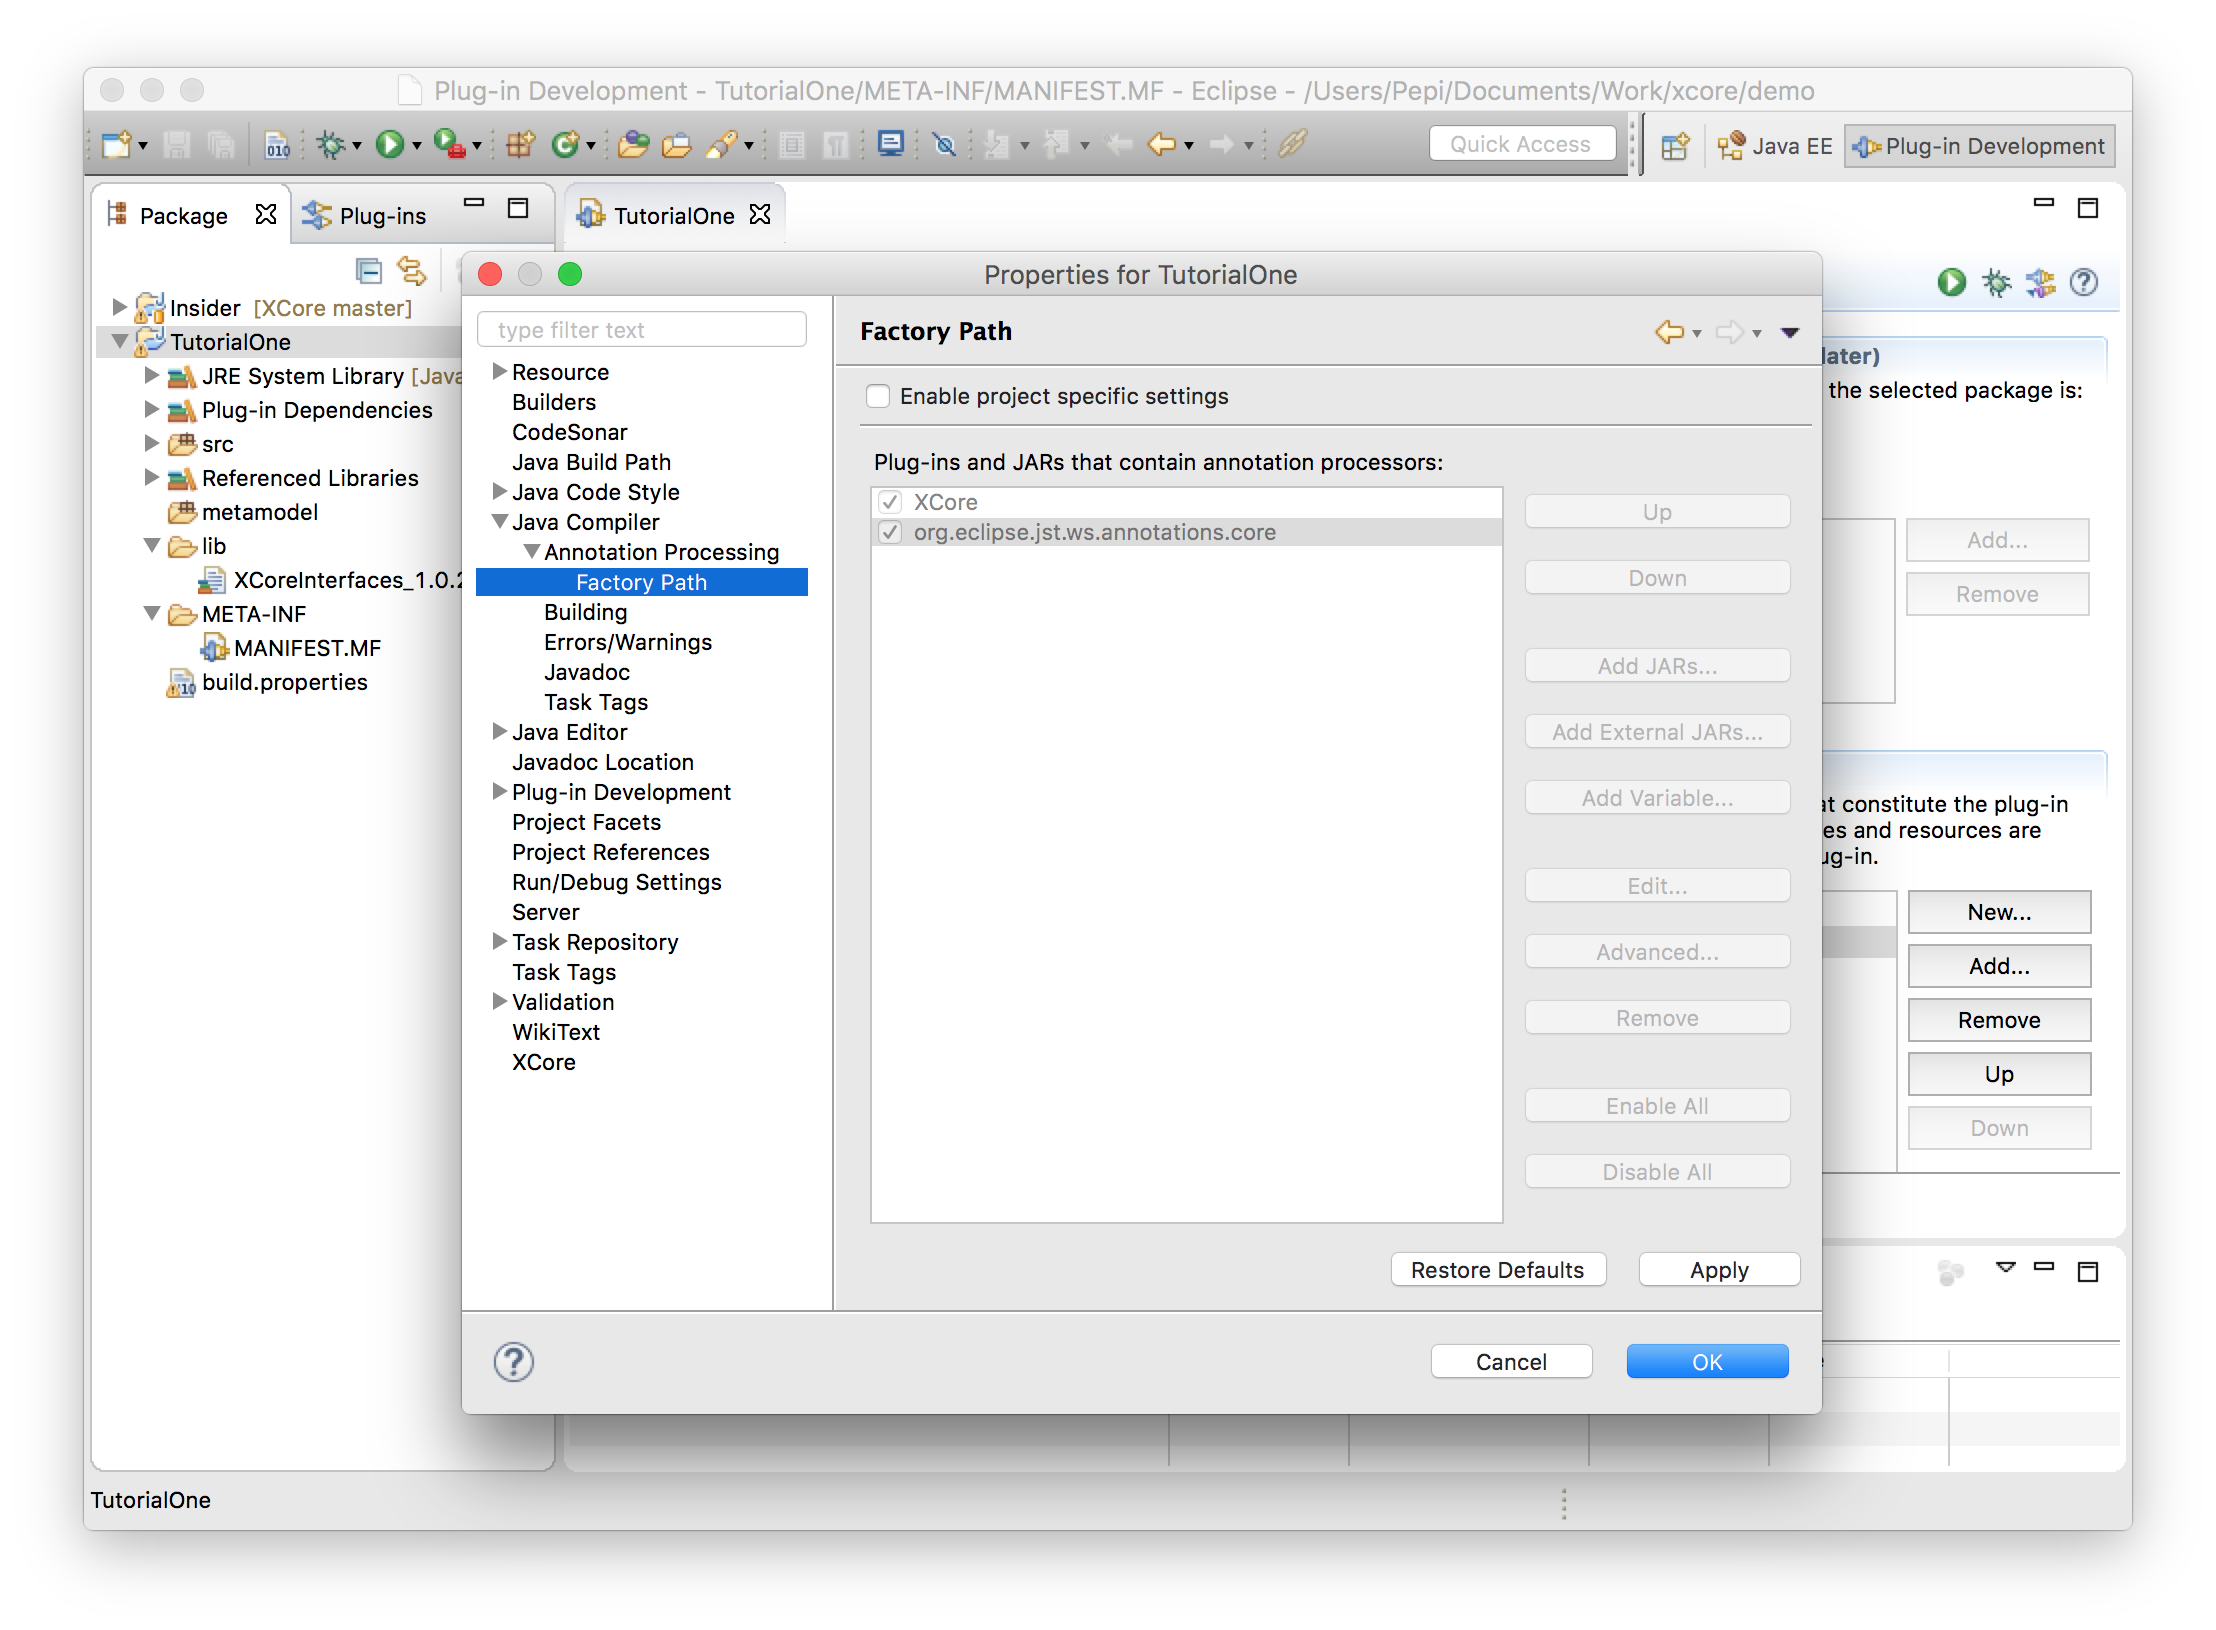 Plug-in Development - TutorialOne/META-INF/MANIFEST.MF - Eclipse - /Users/Pepi/Documents/Work/xcore/demo
Quick Access
Java EE
Plug-in Development
Package
Plug-ins
TutorialOne
Insider [XCore master]
TutorialOne
JRE System Library [Java
Plug-in Dependencies
src
Referenced Libraries
metamodel
lib
XCoreInterfaces_1.0.2
META-INF
MANIFEST.MF
build.properties
Properties for TutorialOne
type filter text
Resource
Builders
CodeSonar
Java Build Path
Java Code Style
Java Compiler
Annotation Processing
Factory Path
Building
Errors/Warnings
Javadoc
Task Tags
Java Editor
Javadoc Location
Plug-in Development
Project Facets
Project References
Run/Debug Settings
Server
Task Repository
Task Tags
Validation
WikiText
XCore
Factory Path
Enable project specific settings
Plug-ins and JARs that contain annotation processors:
XCore
org.eclipse.jst.ws.annotations.core
Up
Down
Add JARs...
Add External JARs...
Add Variable...
Edit...
Advanced...
Remove
Enable All
Disable All
Restore Defaults
Apply
Cancel
OK
later)
the selected package is:
Add...
Remove
at constitute the plug-in
es and resources are
ug-in.
New...
Add...
Remove
Up
Down
TutorialOne